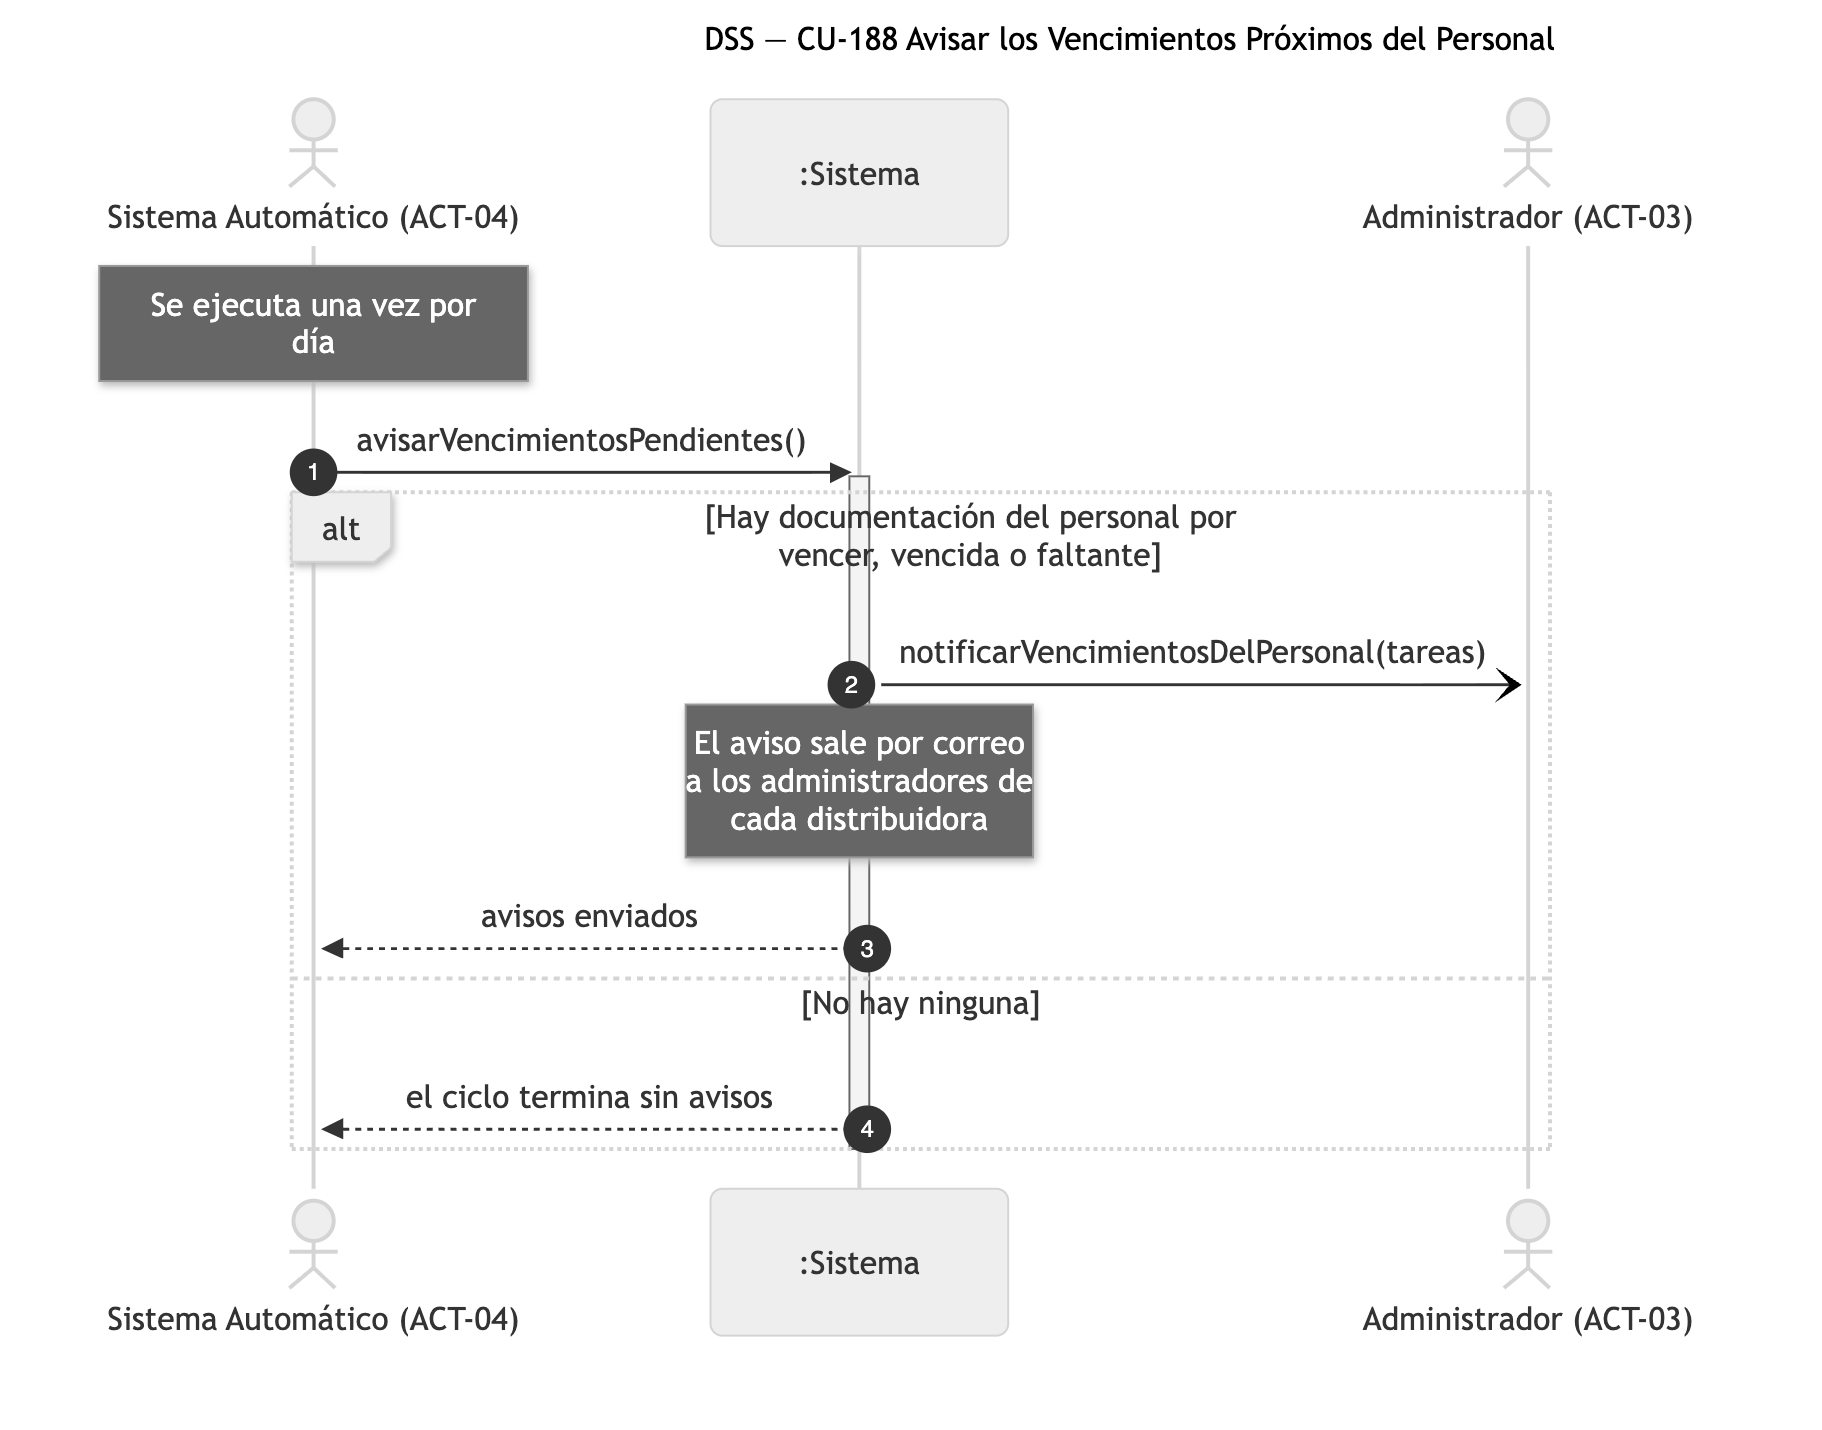 DSS — CU-188 Avisar los Vencimientos Próximos del Personal
Sistema Automático (ACT-04)
:Sistema
Administrador (ACT-03)
Se ejecuta una vez por
día
avisarVencimientosPendientes()
1
alt
[Hay documentación del personal por
vencer, vencida o faltante]
notificarVencimientosDelPersonal(tareas)
2
El aviso sale por correo
a los administradores de
cada distribuidora
avisos enviados
3
[No hay ninguna]
el ciclo termina sin avisos
4
Sistema Automático (ACT-04)
:Sistema
Administrador (ACT-03)